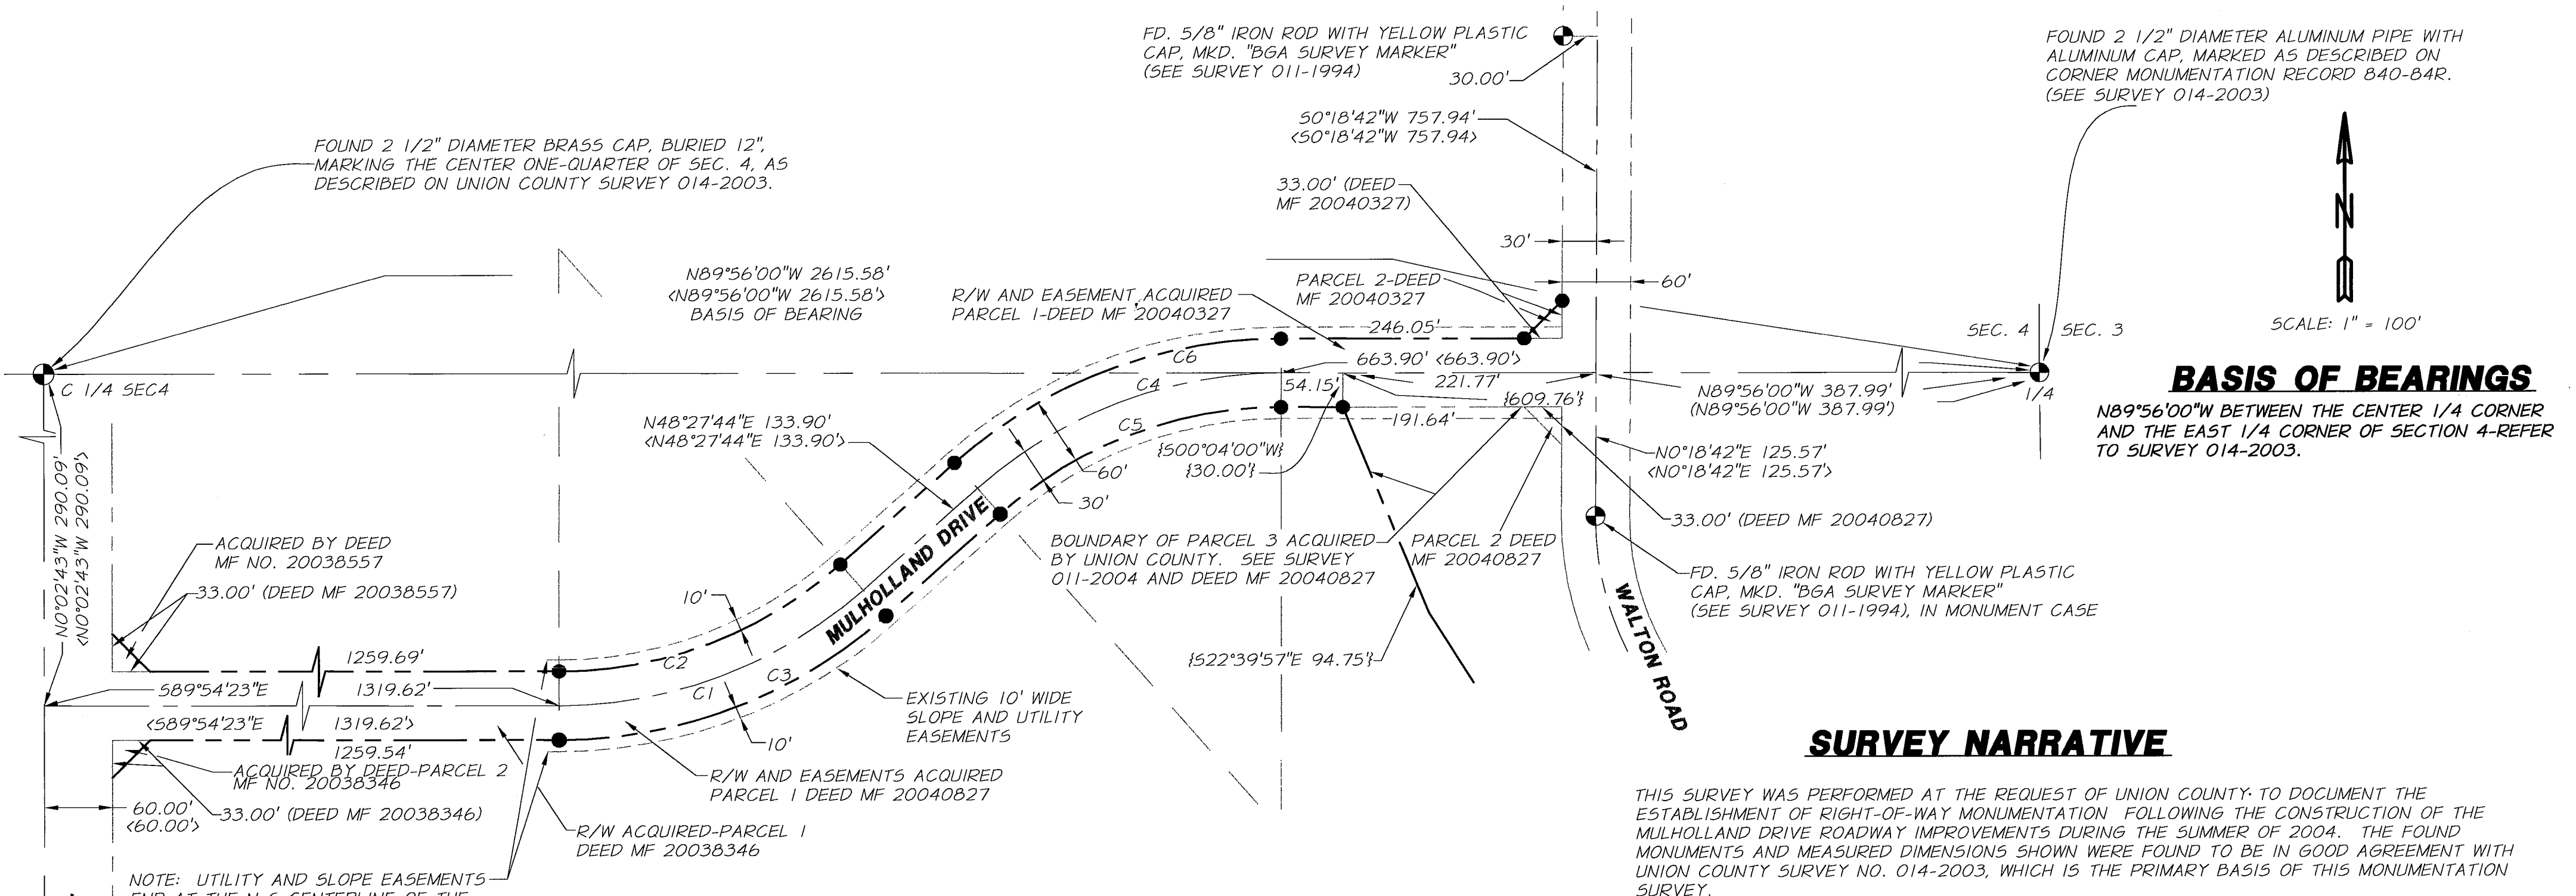 FD. 5/8" IRON ROD WITH YELLOW PLASTIC
CAP, MKD. "BGA SURVEY MARKER"
(SEE SURVEY 011-1994)
30.00'
FOUND 2 1/2" DIAMETER ALUMINUM PIPE WITH
ALUMINUM CAP, MARKED AS DESCRIBED ON
CORNER MONUMENTATION RECORD 840-84R.
(SEE SURVEY 014-2003)
S0°18'42"W 757.94'
<S0°18'42"W 757.94>
FOUND 2 1/2" DIAMETER BRASS CAP, BURIED 12",
MARKING THE CENTER ONE-QUARTER OF SEC. 4, AS
DESCRIBED ON UNION COUNTY SURVEY 014-2003.
33.00' (DEED
MF 20040327)
30'
60'
N
SCALE: 1" = 100'
N89°56'00"W 2615.58'
<N89°56'00"W 2615.58'>
BASIS OF BEARING
R/W AND EASEMENT ACQUIRED
PARCEL 1-DEED MF 20040327
PARCEL 2-DEED
MF 20040327
246.05'
SEC. 4
SEC. 3
C6
663.90' <663.90'>
C4
54.15'
221.77'
{609.76'}
C 1/4 SEC4
N89°56'00"W 387.99'
(N89°56'00"W 387.99')
1/4
BASIS OF BEARINGS
N89°56'00"W BETWEEN THE CENTER 1/4 CORNER
AND THE EAST 1/4 CORNER OF SECTION 4-REFER
TO SURVEY 014-2003.
N48°27'44"E 133.90'
<N48°27'44"E 133.90'>
C5
191.64'
{S00°04'00"W}
{30.00'}
60'
30'
N0°18'42"E 125.57'
<N0°18'42"E 125.57'>
33.00' (DEED MF 20040827)
N0°02'43"W 290.09'
<N0°02'43"W 290.09'>
ACQUIRED BY DEED
MF NO. 20038557
33.00' (DEED MF 20038557)
MULHOLLAND DRIVE
BOUNDARY OF PARCEL 3 ACQUIRED
BY UNION COUNTY. SEE SURVEY
011-2004 AND DEED MF 20040827
PARCEL 2 DEED
MF 20040827
FD. 5/8" IRON ROD WITH YELLOW PLASTIC
CAP, MKD. "BGA SURVEY MARKER"
(SEE SURVEY 011-1994), IN MONUMENT CASE
WALTON ROAD
10'
{S22°39'57"E 94.75'}
1259.69'
C2
C3
C1
S89°54'23"E 1319.62'
<S89°54'23"E 1319.62'>
1259.54'
EXISTING 10' WIDE
SLOPE AND UTILITY
EASEMENTS
10'
ACQUIRED BY DEED-PARCEL 2
MF NO. 20038346
60.00'
<60.00'>
33.00' (DEED MF 20038346)
R/W AND EASEMENTS ACQUIRED
PARCEL 1 DEED MF 20040827
R/W ACQUIRED-PARCEL 1
DEED MF 20038346
SURVEY NARRATIVE
THIS SURVEY WAS PERFORMED AT THE REQUEST OF UNION COUNTY TO DOCUMENT THE
ESTABLISHMENT OF RIGHT-OF-WAY MONUMENTATION FOLLOWING THE CONSTRUCTION OF THE
MULHOLLAND DRIVE ROADWAY IMPROVEMENTS DURING THE SUMMER OF 2004. THE FOUND
MONUMENTS AND MEASURED DIMENSIONS SHOWN WERE FOUND TO BE IN GOOD AGREEMENT WITH
UNION COUNTY SURVEY NO. 014-2003, WHICH IS THE PRIMARY BASIS OF THIS MONUMENTATION
SURVEY.
NOTE: UTILITY AND SLOPE EASEMENTS
END AT THE N-S CENTERLINE OF THE